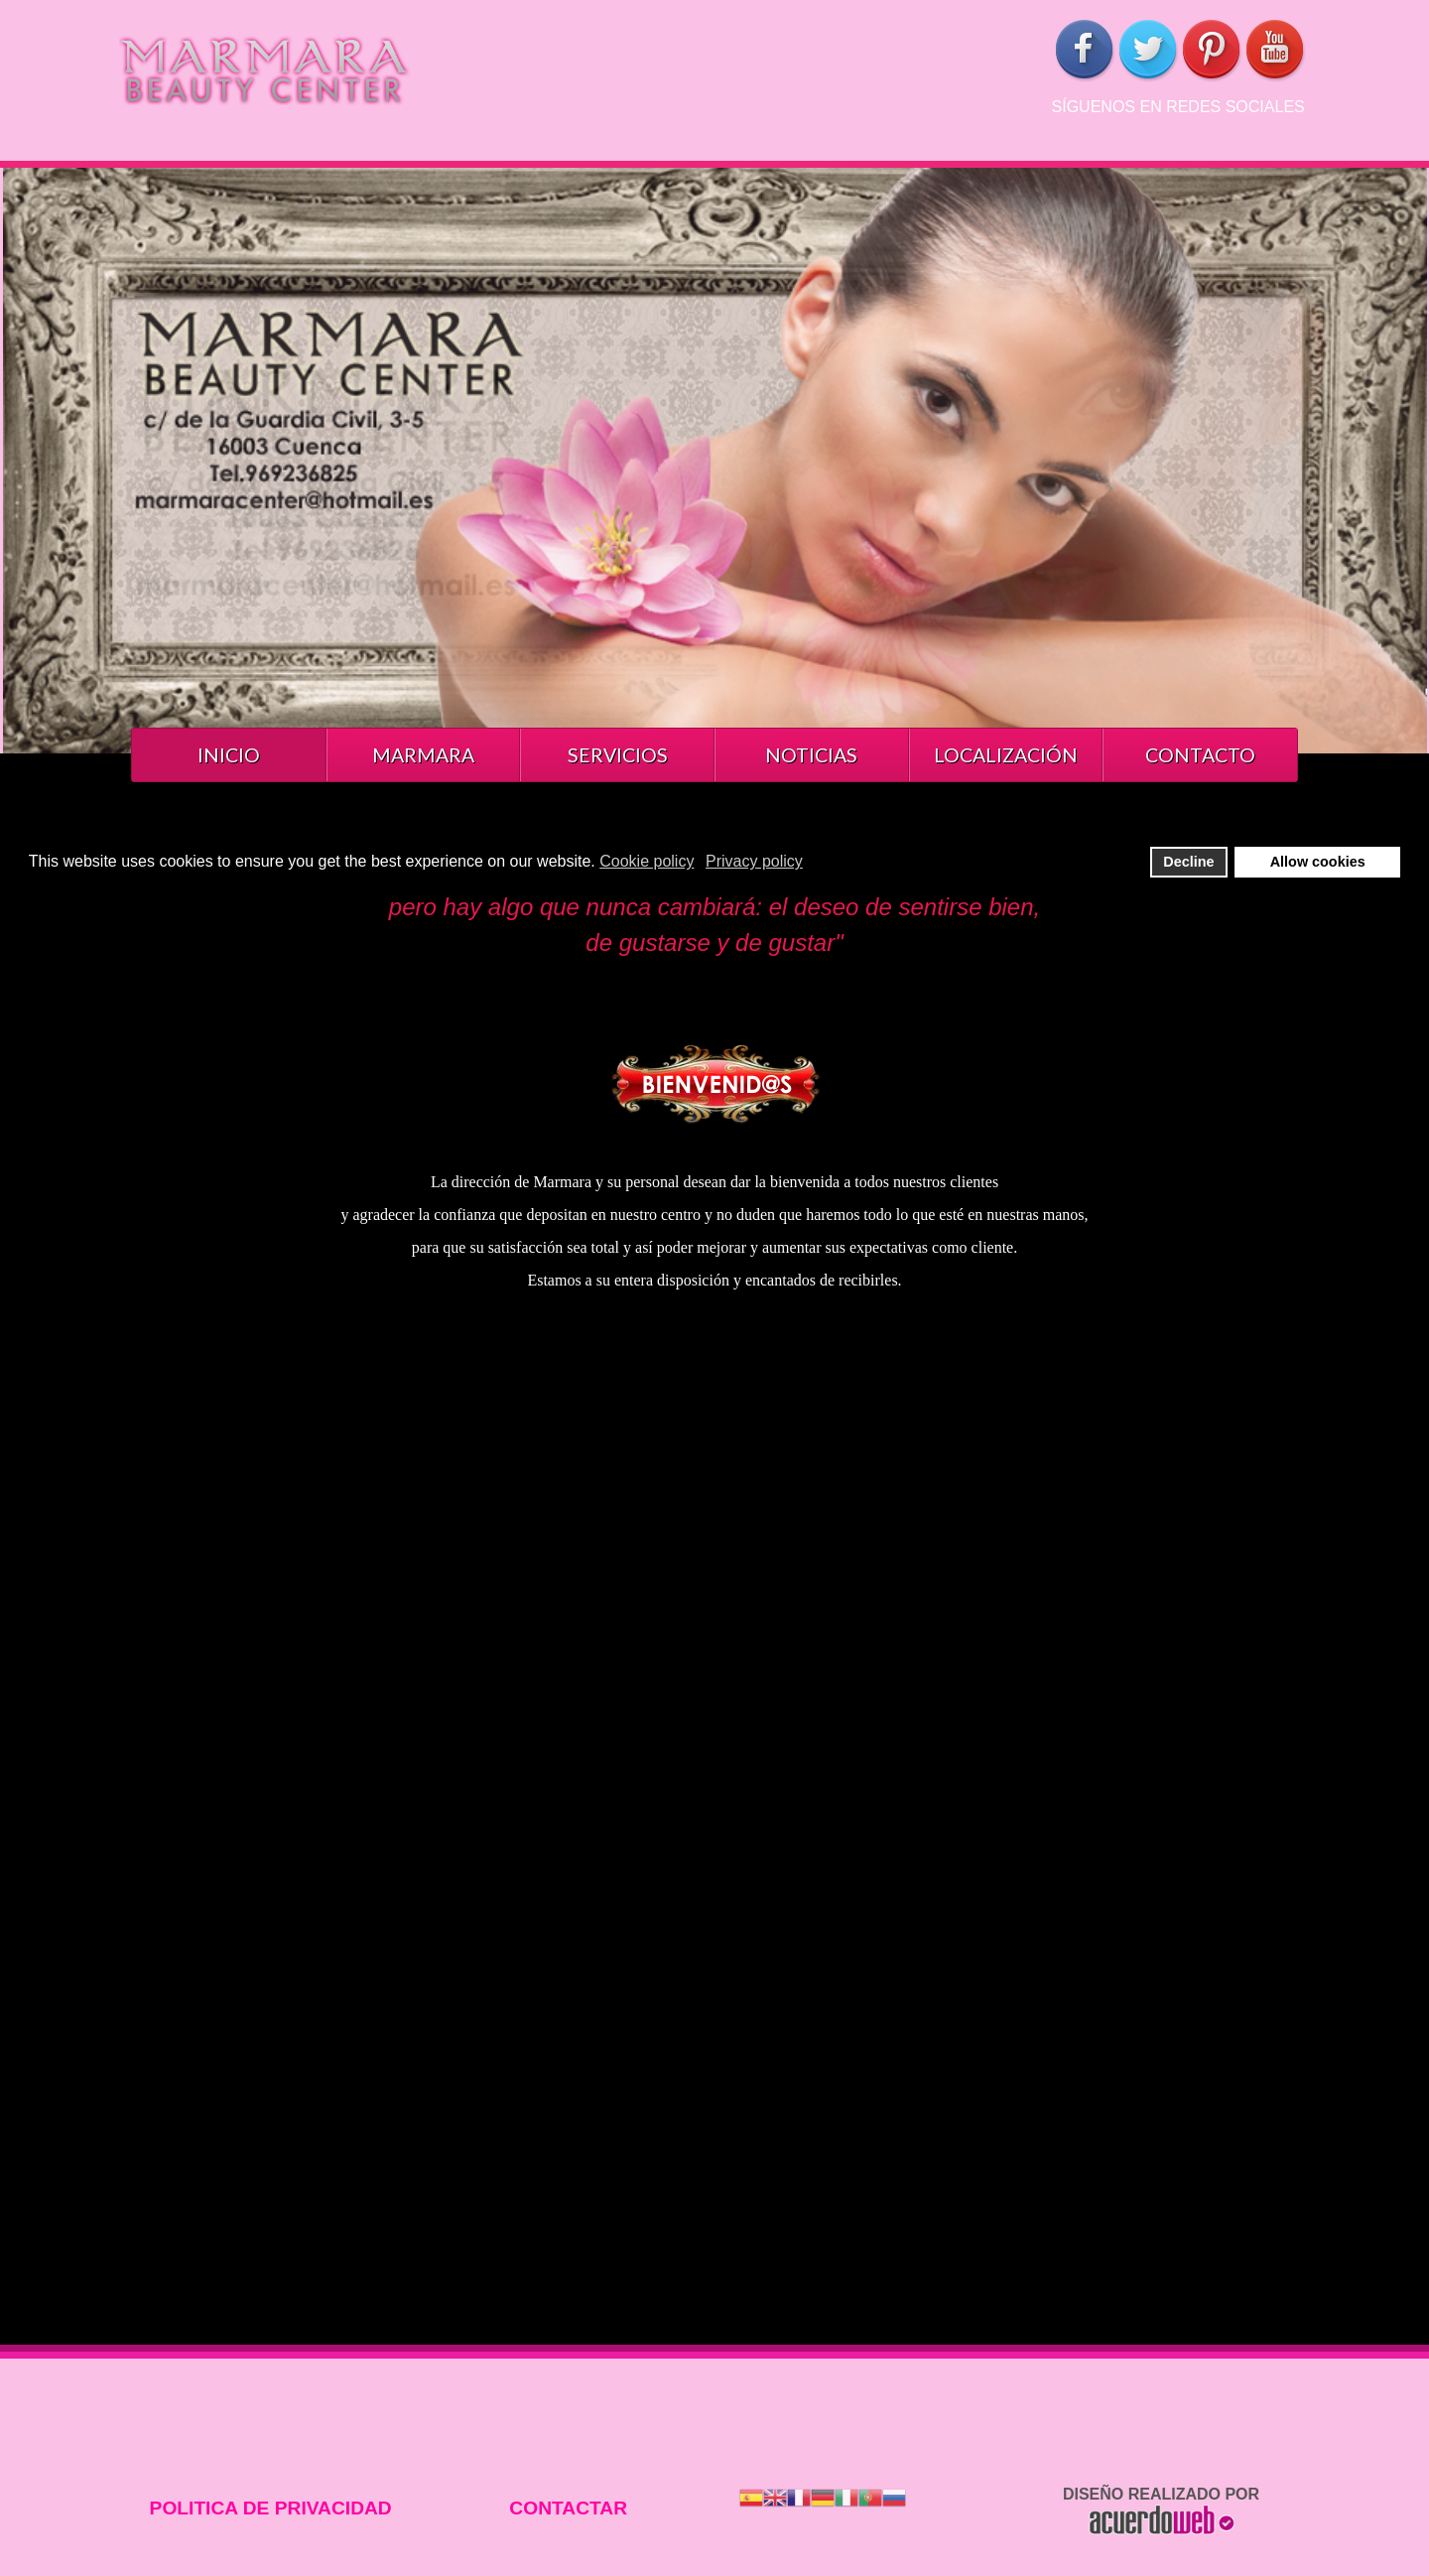 MARMARA
BEAUTY CENTER
You
Tube
SÍGUENOS EN REDES SOCIALES
MARMARA
BEAUTY CENTER
c/ de la Guardia Civil, 3-5
16003 Cuenca
Tel.969236825
marmaracenter@hotmail.es
INICIO
MARMARA
SERVICIOS
NOTICIAS
LOCALIZACIÓN
CONTACTO
This website uses cookies to ensure you get the best experience on our website. Cookie policy Privacy policy
Decline
Allow cookies
pero hay algo que nunca cambiará: el deseo de sentirse bien,
de gustarse y de gustar"
BIENVENID@S
La dirección de Marmara y su personal desean dar la bienvenida a todos nuestros clientes
y agradecer la confianza que depositan en nuestro centro y no duden que haremos todo lo que esté en nuestras manos,
para que su satisfacción sea total y así poder mejorar y aumentar sus expectativas como cliente.
Estamos a su entera disposición y encantados de recibirles.
POLITICA DE PRIVACIDAD
CONTACTAR
DISEÑO REALIZADO POR
acuerdoweb